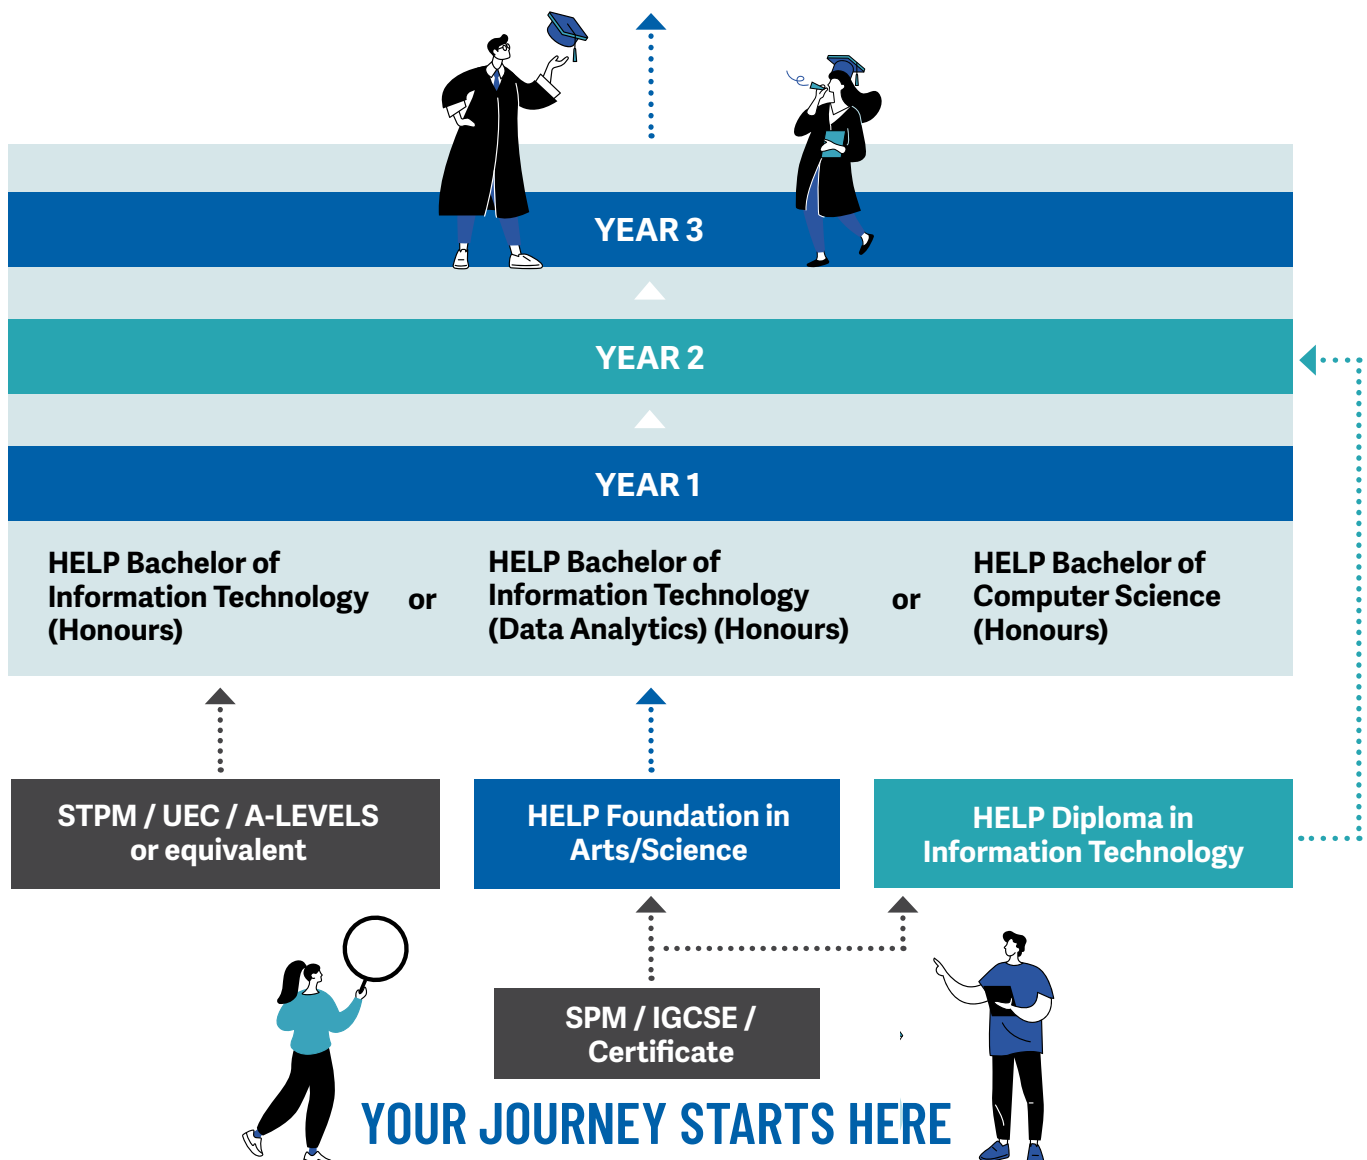 YEAR 3
YEAR 2
YEAR 1
HELP Bachelor of
Information Technology
(Honours)
or
HELP Bachelor of
Information Technology
(Data Analytics) (Honours)
or
HELP Bachelor of
Computer Science
(Honours)
STPM / UEC / A-LEVELS
or equivalent
HELP Foundation in
Arts/Science
HELP Diploma in
Information Technology
SPM / IGCSE /
Certificate
YOUR JOURNEY STARTS HERE